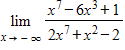 lim x→ -∞ (x⁷-6x³+1)/(2x⁷+x²-2)